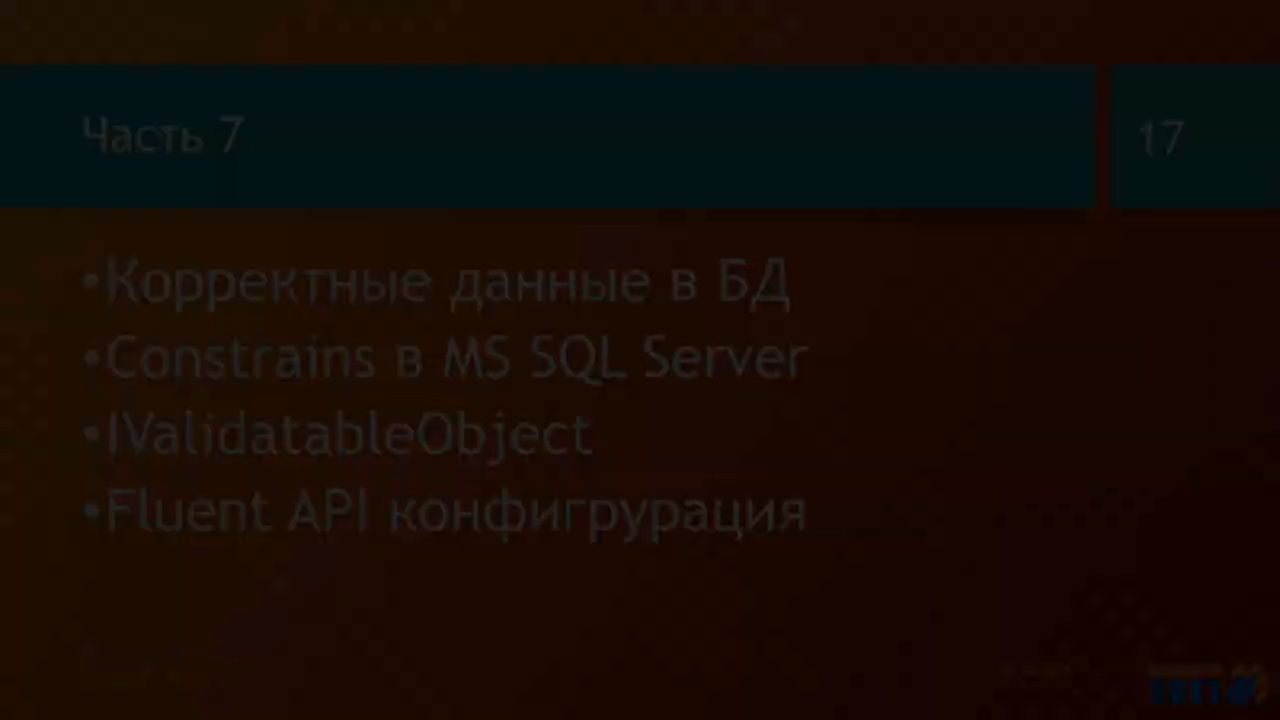 Часть 7
17
•Корректные данные в БД
•Constrains в MS SQL Server
•IValidatableObject
•Fluent API конфигрурация